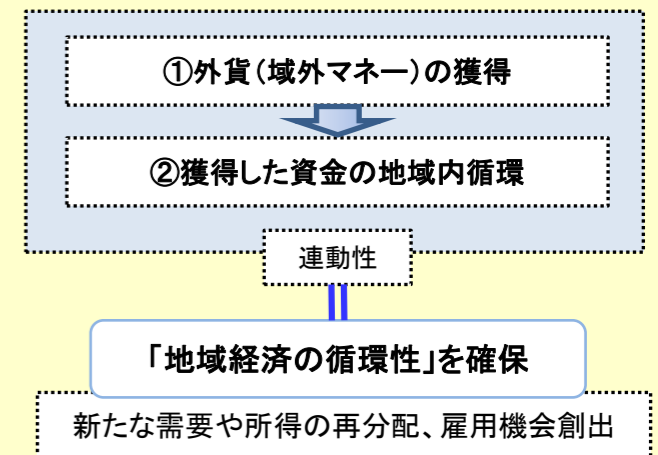 ①外貨(域外マネー)の獲得
②獲得した資金の地域内循環
連動性
「地域経済の循環性」を確保
新たな需要や所得の再分配、雇用機会創出